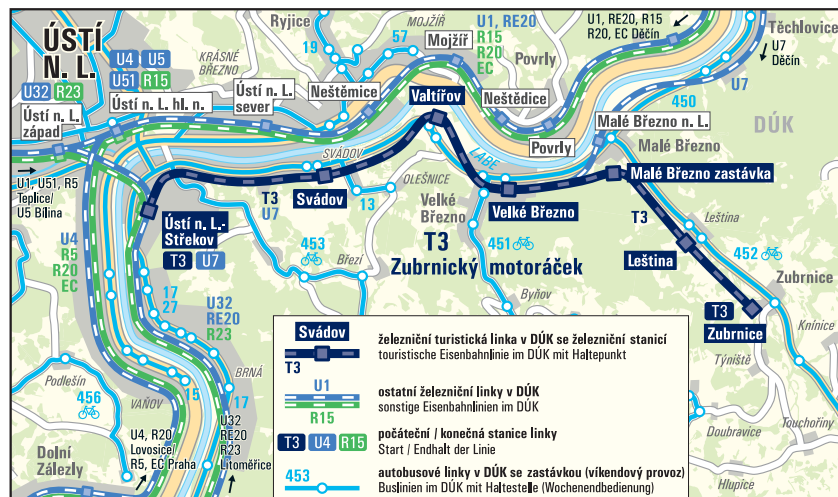 ÚSTÍ
N. L.
U4 U5
U51 R15
U32 R23
Ústí n. L.
západ
Ústí n. L. hl. n.
KRÁSNÉ
BŘEZNO
Ústí n. L.
sever
Ryjice
19
57
MOJŽÍŘ
Mojžíř
Neštěmice
U1, RE20
R15
R20
EC
Povrly
Neštědice
Povrly
U1, RE20, R15
R20, EC Děčín
Těchlovice
U7
Děčín
U7
450
DÚK
Malé Březno n. L.
Malé Březno
Valtířov
LABE
SVÁDOV
Svádov
OLEŠNICE
13
Velké
Březno
Velké Březno
Malé Březno zastávka
T3
Leština
Leština
452
Zubrnice
T3
Zubrnice
Knínice
Týniště
Touchořiny
Doubravice
Hlupice
U1, U51, R5
Teplice/
U5 Bílina
T3
U7
Ústí n. L.-
Střekov
T3 U7
453
Březí
T3
Zubrnický motoráček
451
Byňov
U4
R5
R20
EC
17
27
U32
RE20
R23
BRNÁ
17
15
VAŇOV
Podlešín
456
Dolní
Zálezly
U4, R20
Lovosice/
R5, EC Praha
U32
RE20
R23
Litoměřice
Svádov
T3
železniční turistická linka v DÚK se železniční stanicí
touristische Eisenbahnlinie im DÚK mit Haltepunkt
U1
R15
ostatní železniční linky v DÚK
sonstige Eisenbahnlinien im DÚK
T3 U4 R15
počáteční / konečná stanice linky
Start / Endhalt der Linie
453
autobusové linky v DÚK se zastávkou (víkendový provoz)
Buslinien im DÚK mit Haltestelle (Wochenendbedienung)